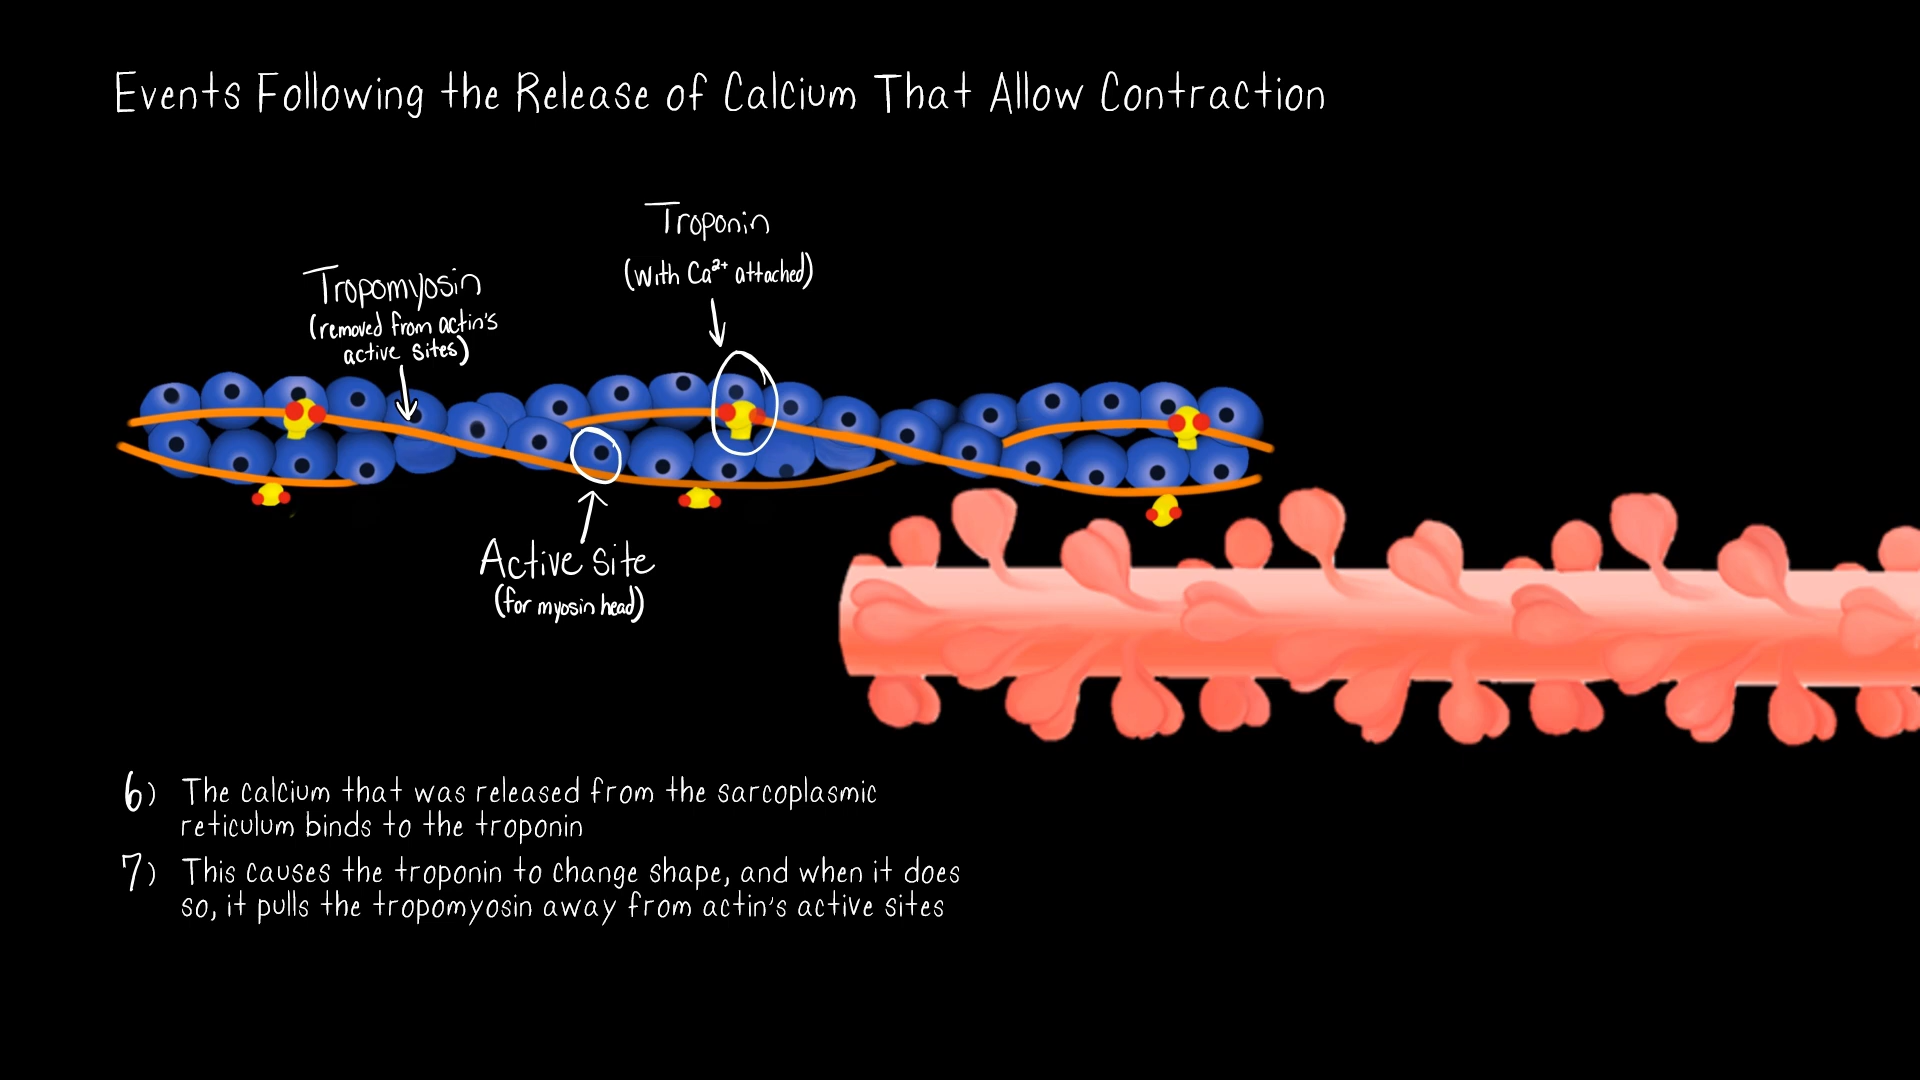 Events Following the Release of Calcium That Allow Contraction
Troponin
(with Ca²⁺ attached)
Tropomyosin
(removed from actin's
active sites)
Active site
(for myosin head)
6) The calcium that was released from the sarcoplasmic
reticulum binds to the troponin
7) This causes the troponin to change shape, and when it does
so, it pulls the tropomyosin away from actin's active sites